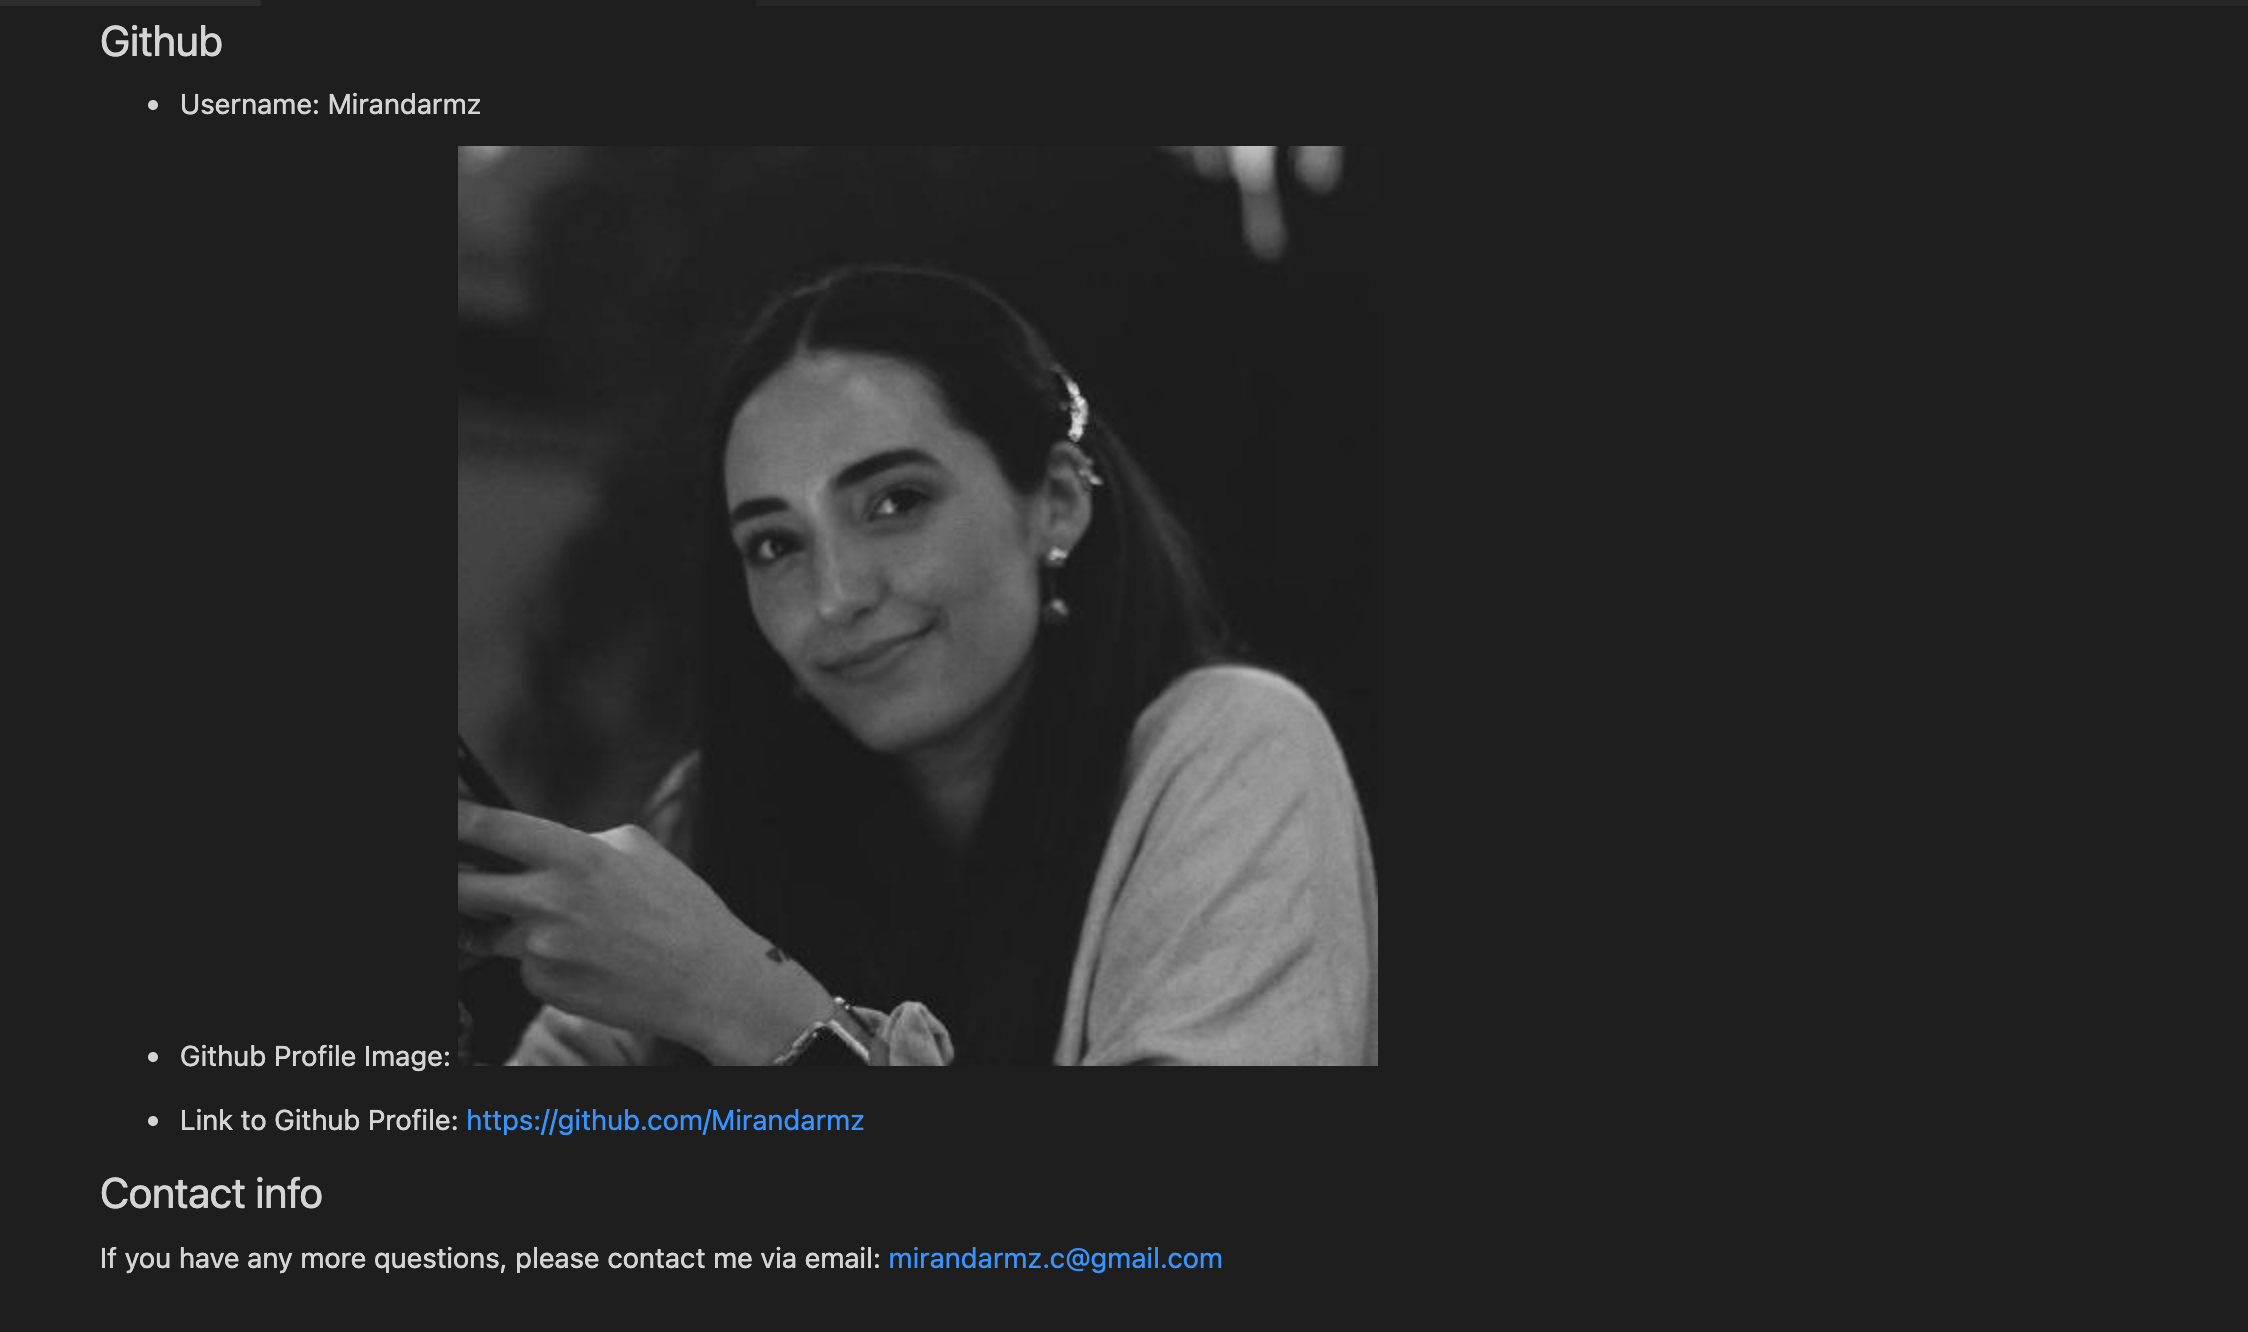 Github
• Username: Mirandarmz
• Github Profile Image:
• Link to Github Profile: https://github.com/Mirandarmz
Contact info
If you have any more questions, please contact me via email: mirandarmz.c@gmail.com